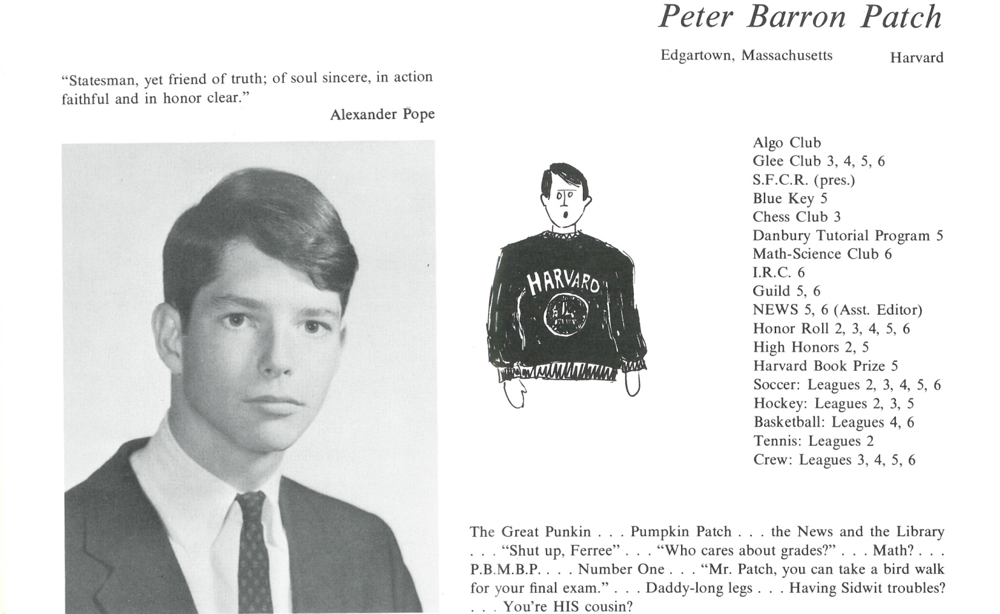 Peter Barron Patch
Edgartown, Massachusetts Harvard
“Statesman, yet friend of truth; of soul sincere, in action
faithful and in honor clear.”
Alexander Pope
HARVARD
Algo Club
Glee Club 3, 4, 5, 6
S.F.C.R. (pres.)
Blue Key 5
Chess Club 3
Danbury Tutorial Program 5
Math-Science Club 6
I.R.C. 6
Guild 5, 6
NEWS 5, 6 (Asst. Editor)
Honor Roll 2, 3, 4, 5, 6
High Honors 2, 5
Harvard Book Prize 5
Soccer: Leagues 2, 3, 4, 5, 6
Hockey: Leagues 2, 3, 5
Basketball: Leagues 4, 6
Tennis: Leagues 2
Crew: Leagues 3, 4, 5, 6
The Great Punkin . . . Pumpkin Patch . . . the News and the Library
. . . “Shut up, Ferree” . . . “Who cares about grades?” . . . Math? . . .
P.B.M.B.P. . . . Number One . . . “Mr. Patch, you can take a bird walk
for your final exam.” . . . Daddy-long legs . . . Having Sidwit troubles?
. . . You’re HIS cousin?